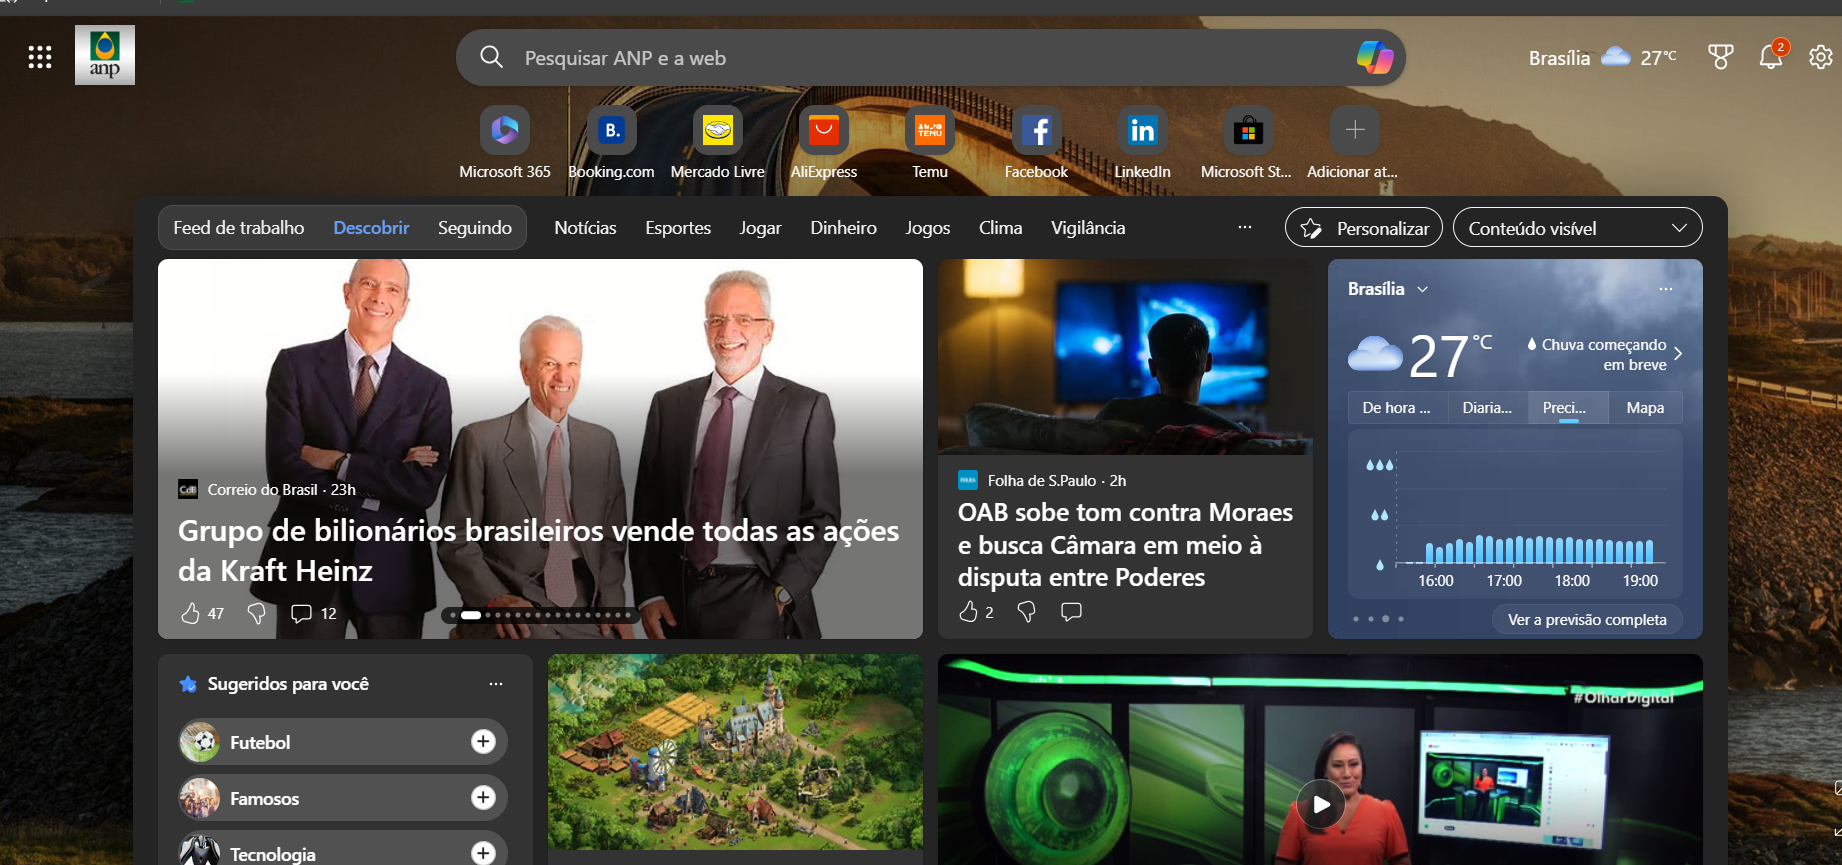 anp
Pesquisar ANP e a web
Brasília 27°C
2
Microsoft 365
B.
Booking.com
Mercado Livre
AliExpress
TEMU
Temu
Facebook
in
LinkedIn
Microsoft St...
Adicionar at...
Feed de trabalho Descobrir Seguindo Notícias Esportes Jogar Dinheiro Jogos Clima Vigilância ... Personalizar Conteúdo visível
CdB Correio do Brasil · 23h
Grupo de bilionários brasileiros vende todas as ações
da Kraft Heinz
47 12
FOLHA Folha de S.Paulo · 2h
OAB sobe tom contra Moraes
e busca Câmara em meio à
disputa entre Poderes
2
Brasília ...
27°C
Chuva começando
em breve
De hora ... Diaria... Preci... Mapa
16:00 17:00 18:00 19:00
Ver a previsão completa
Sugeridos para você ...
Futebol
Famosos
Tecnologia
#OlharDigital